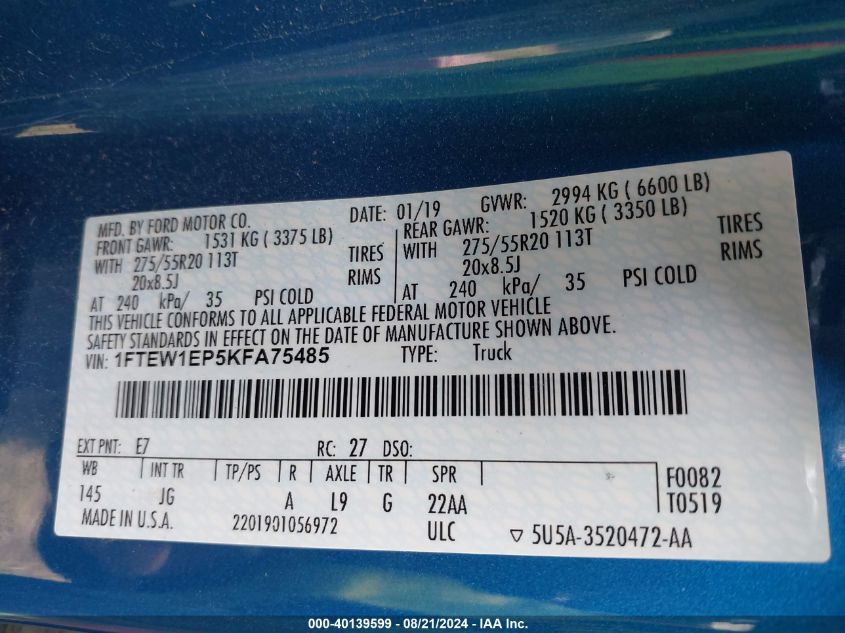 MFD. BY FORD MOTOR CO. DATE: 01/19 GVWR: 2994 KG ( 6600 LB)
FRONT GAWR: 1531 KG ( 3375 LB) REAR GAWR: 1520 KG ( 3350 LB)
WITH 275/55R20 113T TIRES WITH 275/55R20 113T TIRES
20x8.5J RIMS 20x8.5J RIMS
AT 240 kPa/ 35 PSI COLD AT 240 kPa/ 35 PSI COLD
THIS VEHICLE CONFORMS TO ALL APPLICABLE FEDERAL MOTOR VEHICLE
SAFETY STANDARDS IN EFFECT ON THE DATE OF MANUFACTURE SHOWN ABOVE.
VIN: 1FTEW1EP5KFA75485 TYPE: Truck
EXT PNT: E7 RC: 27 DSO:
WB INT TR TP/PS R AXLE TR SPR F0082
145 JG A L9 G 22AA T0519
MADE IN U.S.A. 2201901056972 ULC ▽ 5U5A-3520472-AA
000-40139599 - 08/21/2024 - IAA Inc.